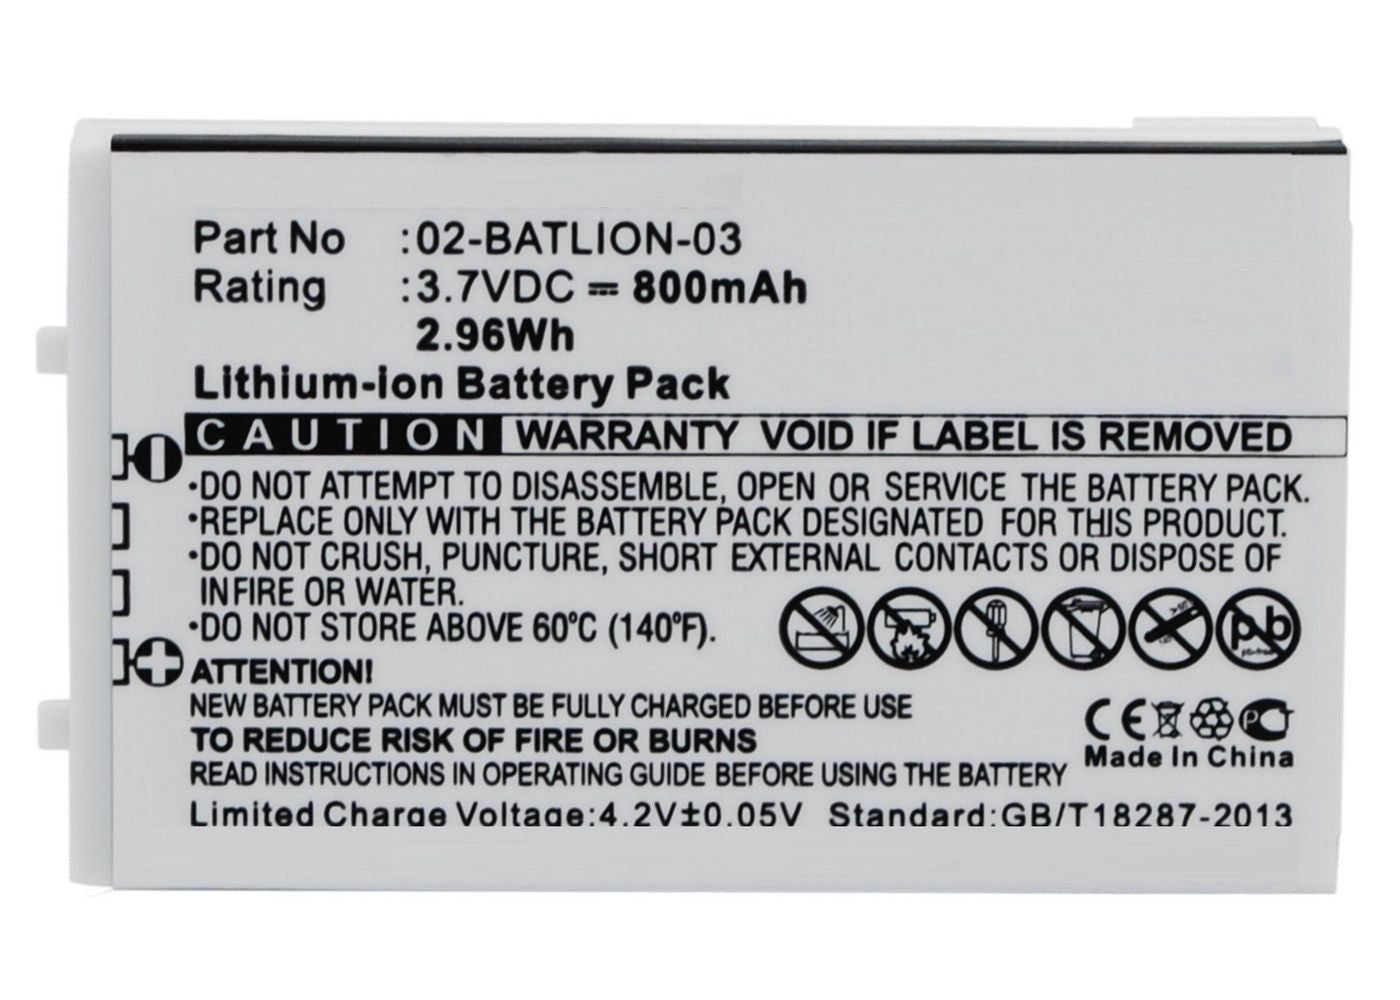 Part No :02-BATLION-03
Rating :3.7VDC ⎓ 800mAh
2.96Wh
Lithium-ion Battery Pack
CAUTION WARRANTY VOID IF LABEL IS REMOVED
•DO NOT ATTEMPT TO DISASSEMBLE, OPEN OR SERVICE THE BATTERY PACK.
•REPLACE ONLY WITH THE BATTERY PACK DESIGNATED FOR THIS PRODUCT.
•DO NOT CRUSH, PUNCTURE, SHORT EXTERNAL CONTACTS OR DISPOSE OF
IN FIRE OR WATER.
•DO NOT STORE ABOVE 60°C (140°F).
Pb
pb-free
ATTENTION!
NEW BATTERY PACK MUST BE FULLY CHARGED BEFORE USE
TO REDUCE RISK OF FIRE OR BURNS
READ INSTRUCTIONS IN OPERATING GUIDE BEFORE USING THE BATTERY
CE
Made In China
Limited Charge Voltage:4.2V±0.05V Standard:GB/T18287-2013